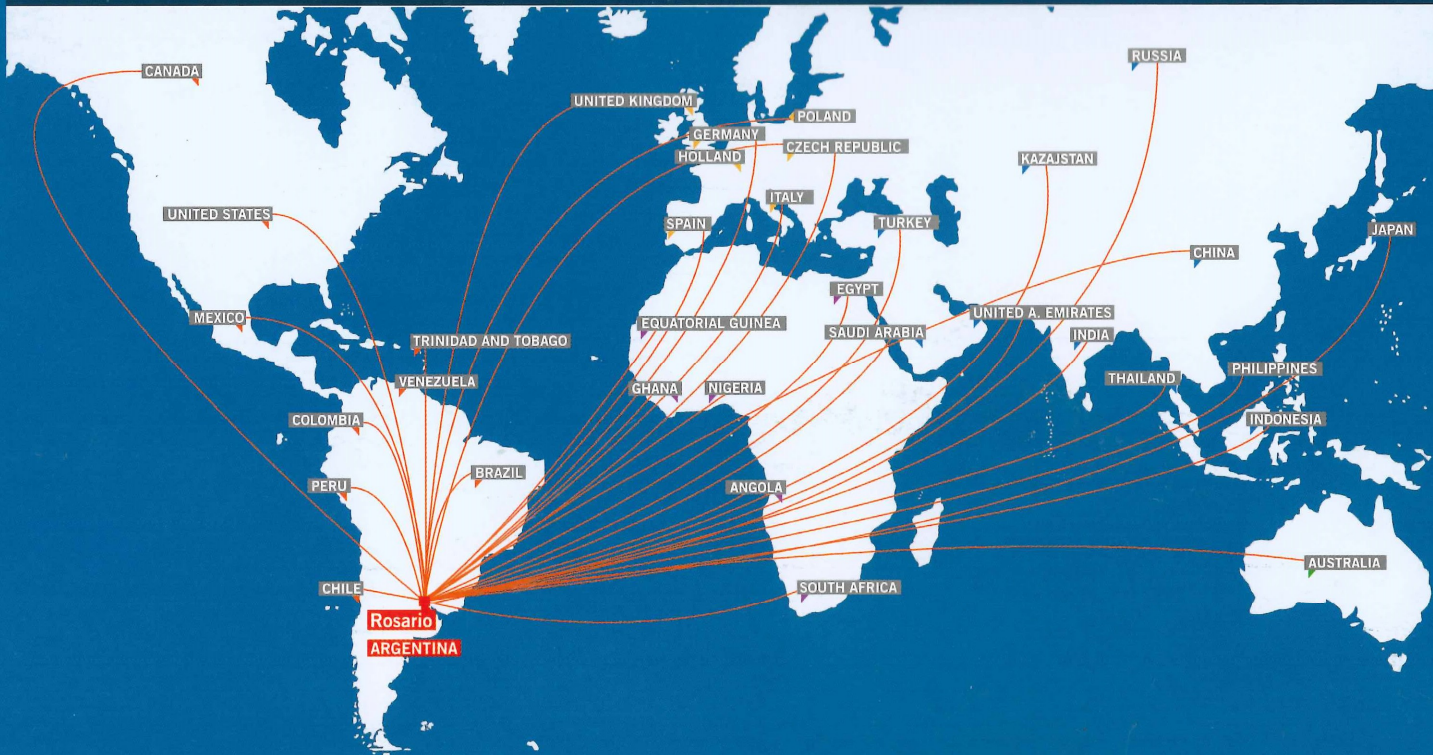 RUSSIA
CANADA
UNITED KINGDOM
POLAND
GERMANY
CZECH REPUBLIC
HOLLAND
KAZAJSTAN
ITALY
UNITED STATES
SPAIN
TURKEY
JAPAN
CHINA
EGYPT
MEXICO
EQUATORIAL GUINEA
UNITED A. EMIRATES
SAUDI ARABIA
INDIA
TRINIDAD AND TOBAGO
PHILIPPINES
THAILAND
VENEZUELA
GHANA
NIGERIA
COLOMBIA
INDONESIA
BRAZIL
PERU
ANGOLA
AUSTRALIA
CHILE
SOUTH AFRICA
Rosario
ARGENTINA